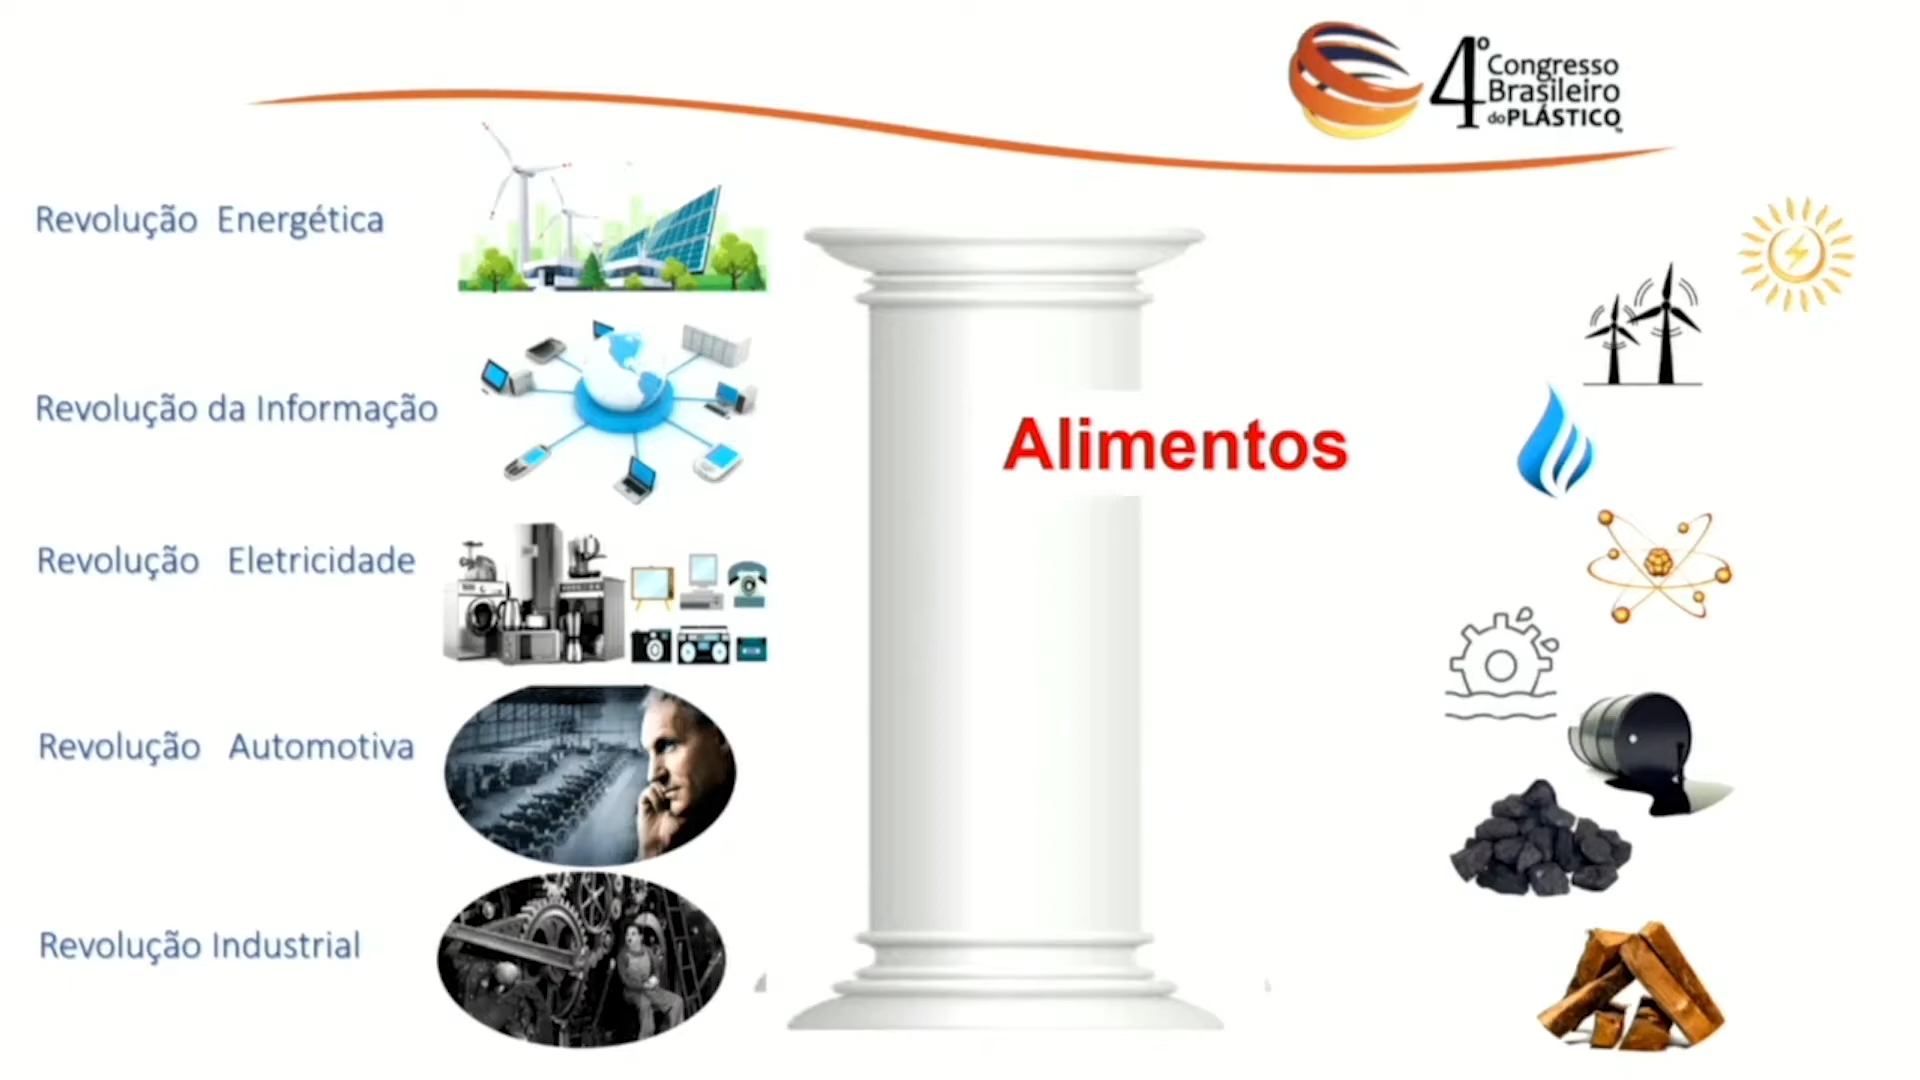 4º Congresso
Brasileiro
do PLÁSTICO
Revolução Energética
Revolução da Informação
Alimentos
Revolução Eletricidade
Revolução Automotiva
Revolução Industrial